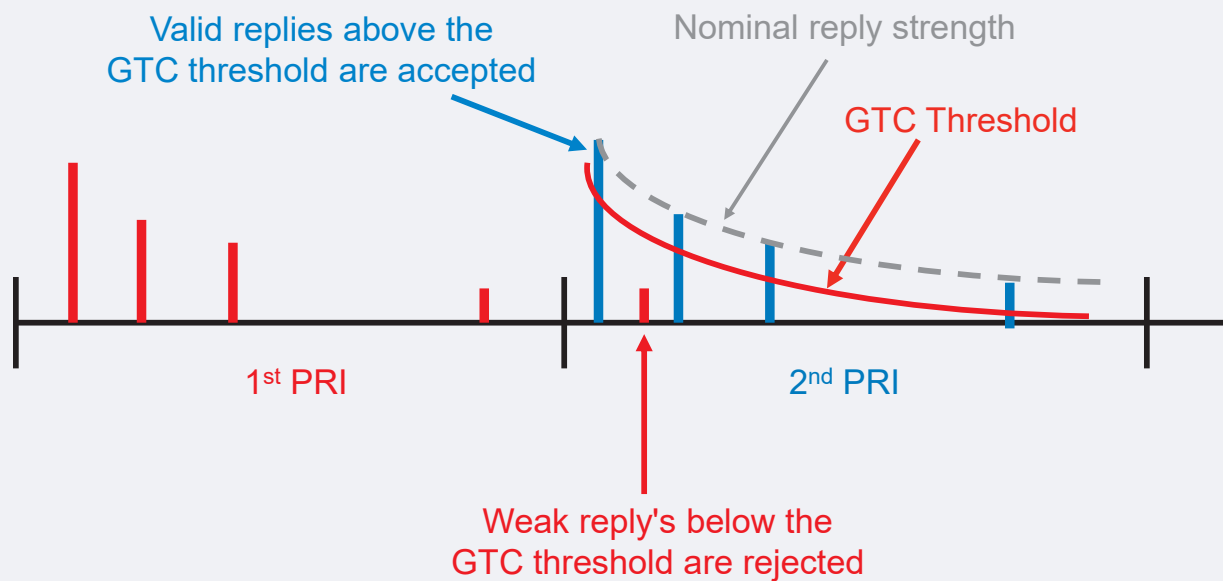 Valid replies above the
GTC threshold are accepted
Nominal reply strength
GTC Threshold
1st PRI
2nd PRI
Weak reply's below the
GTC threshold are rejected